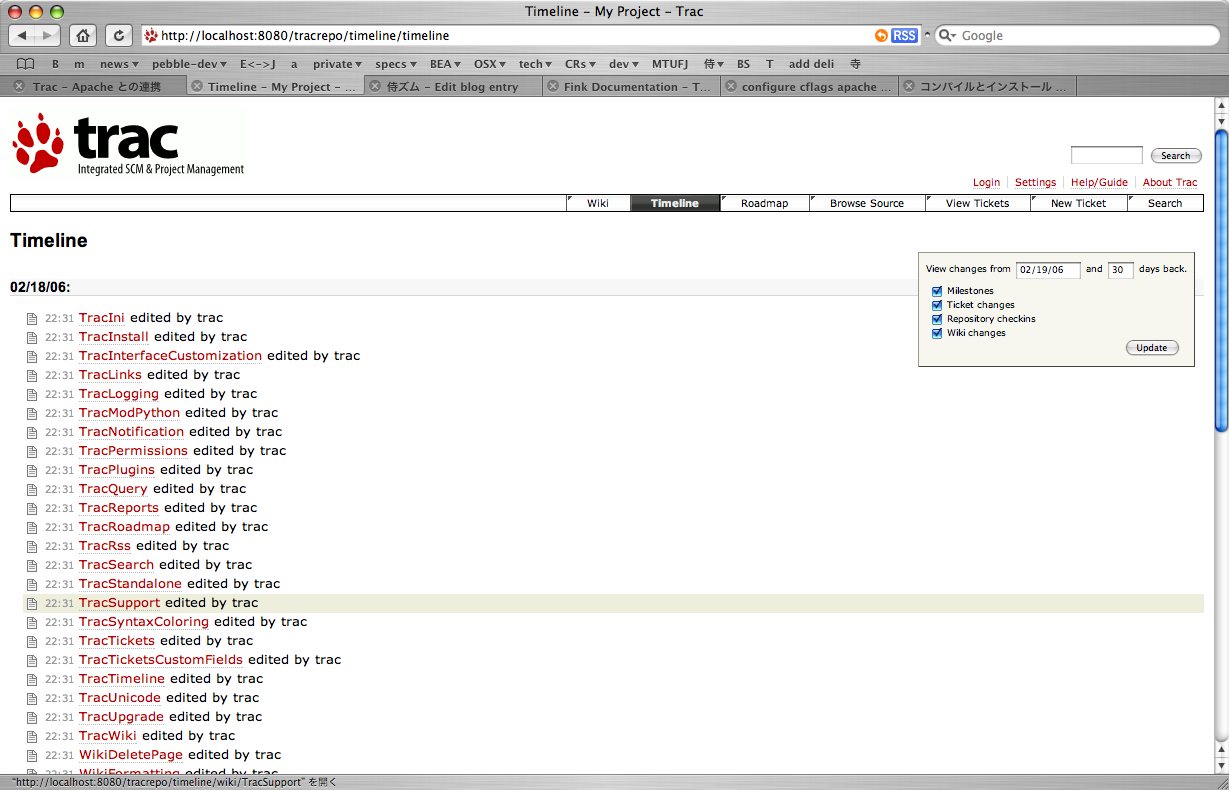 Timeline – My Project – Trac
http://localhost:8080/tracrepo/timeline/timeline
RSS
Google
B m news▼ pebble-dev▼ E<->J a private▼ specs▼ BEA▼ OSX▼ tech▼ CRs▼ dev▼ MTUFJ 侍▼ BS T add deli 寺
Trac – Apache との連携
Timeline – My Project – ...
侍ズム – Edit blog entry
Fink Documentation – T...
configure cflags apache ...
コンパイルとインストール ...
trac
Integrated SCM & Project Management
Search
Login Settings Help/Guide About Trac
Wiki Timeline Roadmap Browse Source View Tickets New Ticket Search
Timeline
View changes from 02/19/06 and 30 days back.
Milestones
Ticket changes
Repository checkins
Wiki changes
Update
02/18/06:
22:31 TracIni edited by trac
22:31 TracInstall edited by trac
22:31 TracInterfaceCustomization edited by trac
22:31 TracLinks edited by trac
22:31 TracLogging edited by trac
22:31 TracModPython edited by trac
22:31 TracNotification edited by trac
22:31 TracPermissions edited by trac
22:31 TracPlugins edited by trac
22:31 TracQuery edited by trac
22:31 TracReports edited by trac
22:31 TracRoadmap edited by trac
22:31 TracRss edited by trac
22:31 TracSearch edited by trac
22:31 TracStandalone edited by trac
22:31 TracSupport edited by trac
22:31 TracSyntaxColoring edited by trac
22:31 TracTickets edited by trac
22:31 TracTicketsCustomFields edited by trac
22:31 TracTimeline edited by trac
22:31 TracUnicode edited by trac
22:31 TracUpgrade edited by trac
22:31 TracWiki edited by trac
22:31 WikiDeletePage edited by trac
22:31 WikiFormatting edited by trac
"http://localhost:8080/tracrepo/timeline/wiki/TracSupport" を開く